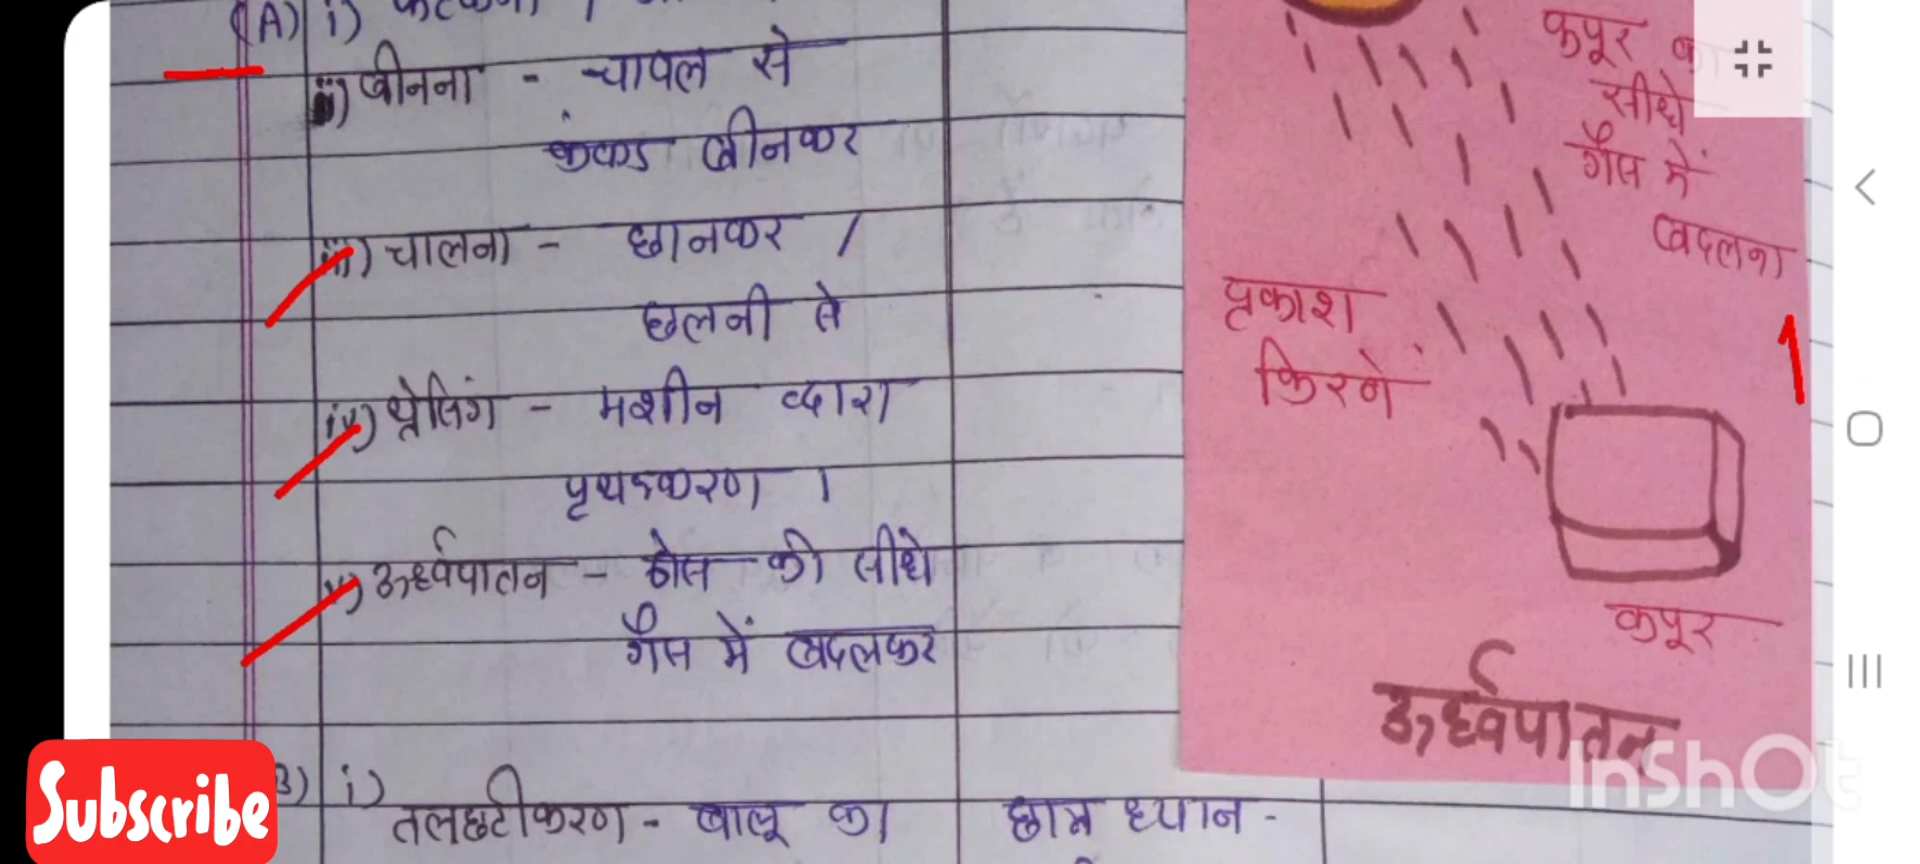 (A) i)
ii) बीनना - चावल से
कंकड बीनकर
iii) चालना - छानकर /
छलनी से
iv) थ्रेसिंग - मशीन व्दारा
पृथक्करण ।
v) ऊर्ध्वपातन - ठोस की सीधे
गैस में बदलकर
B) i)
तलछटीकरण - बालू का
छात्र ध्यान -
कपूर का
सीधे
गैस में
बदलना
प्रकाश
किरणें
1
कपूर
ऊर्ध्वपातन
InShOt
Subscribe